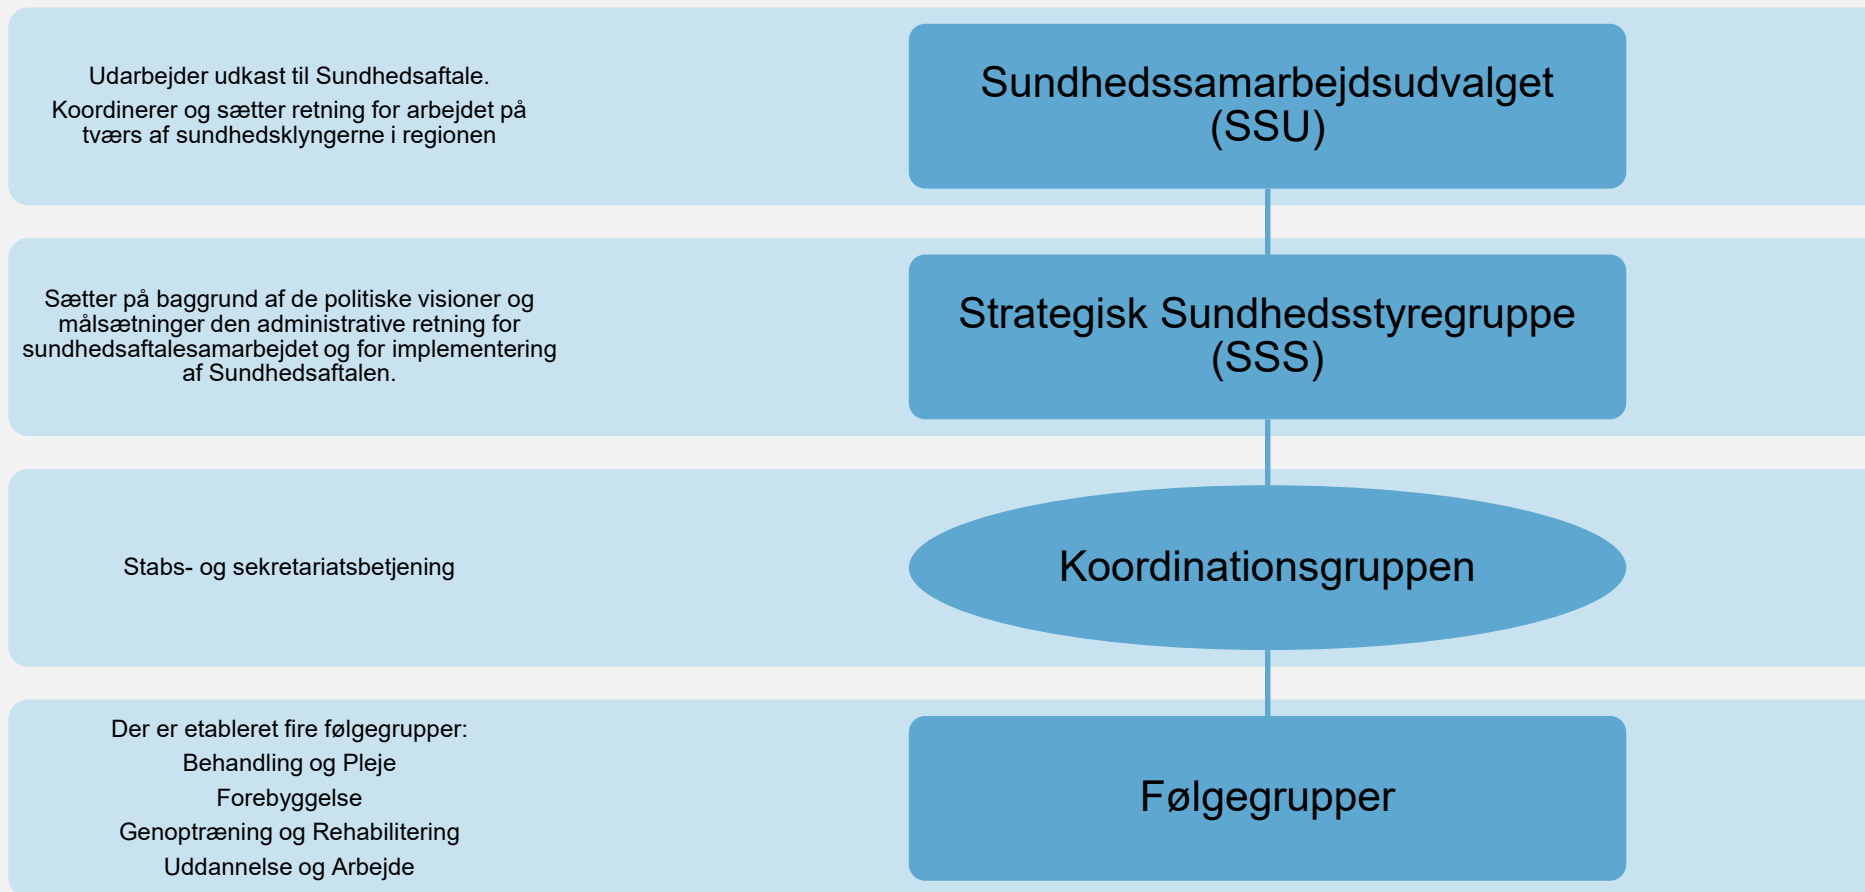 Udarbejder udkast til Sundhedsaftale.
Koordinerer og sætter retning for arbejdet på
tværs af sundhedsklyngerne i regionen
Sundhedssamarbejdsudvalget
(SSU)
Sætter på baggrund af de politiske visioner og
målsætninger den administrative retning for
sundhedsaftalesamarbejdet og for implementering
af Sundhedsaftalen.
Strategisk Sundhedsstyregruppe
(SSS)
Stabs- og sekretariatsbetjening
Koordinationsgruppen
Der er etableret fire følgegrupper:
Behandling og Pleje
Forebyggelse
Genoptræning og Rehabilitering
Uddannelse og Arbejde
Følgegrupper